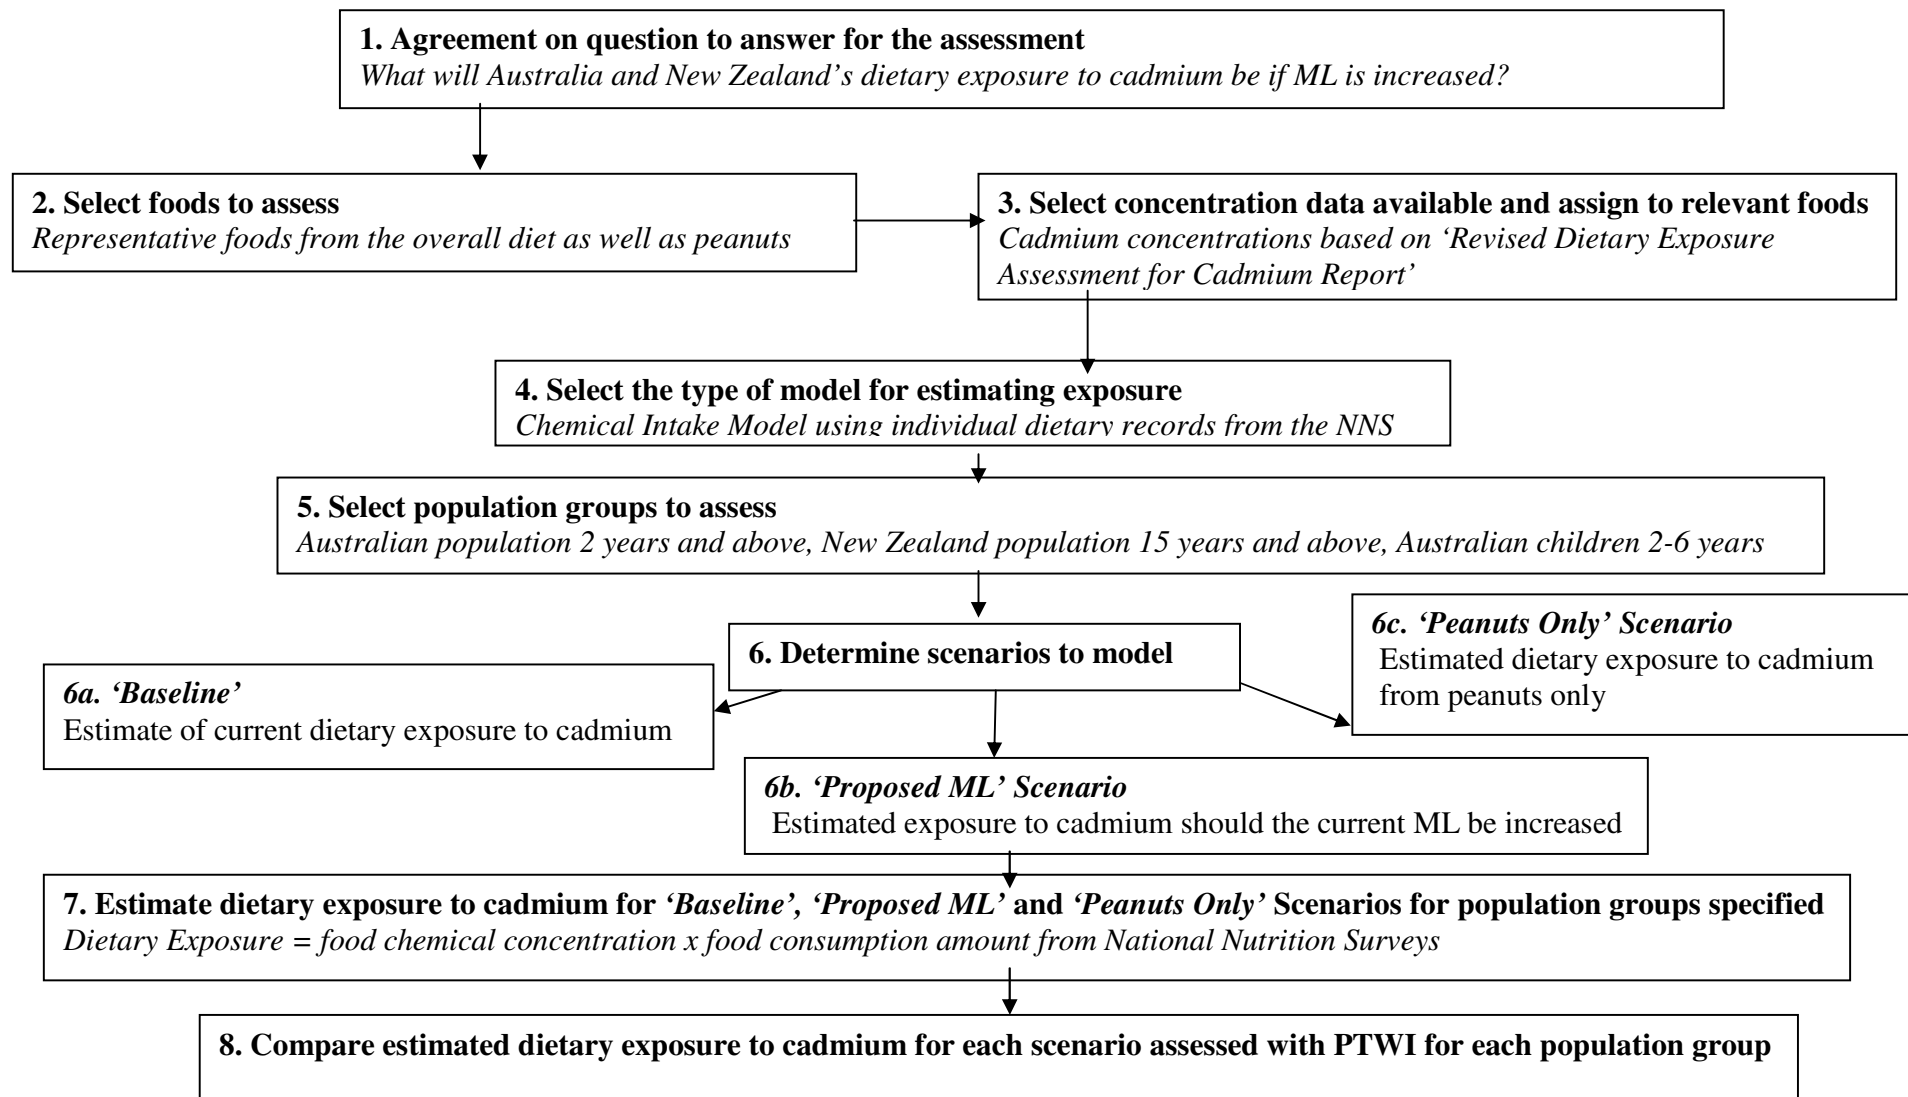 1. Agreement on question to answer for the assessment
What will Australia and New Zealand’s dietary exposure to cadmium be if ML is increased?
2. Select foods to assess
Representative foods from the overall diet as well as peanuts
3. Select concentration data available and assign to relevant foods
Cadmium concentrations based on ‘Revised Dietary Exposure
Assessment for Cadmium Report’
4. Select the type of model for estimating exposure
Chemical Intake Model using individual dietary records from the NNS
5. Select population groups to assess
Australian population 2 years and above, New Zealand population 15 years and above, Australian children 2-6 years
6. Determine scenarios to model
6a. ‘Baseline’
Estimate of current dietary exposure to cadmium
6b. ‘Proposed ML’ Scenario
Estimated exposure to cadmium should the current ML be increased
6c. ‘Peanuts Only’ Scenario
Estimated dietary exposure to cadmium
from peanuts only
7. Estimate dietary exposure to cadmium for ‘Baseline’, ‘Proposed ML’ and ‘Peanuts Only’ Scenarios for population groups specified
Dietary Exposure = food chemical concentration x food consumption amount from National Nutrition Surveys
8. Compare estimated dietary exposure to cadmium for each scenario assessed with PTWI for each population group